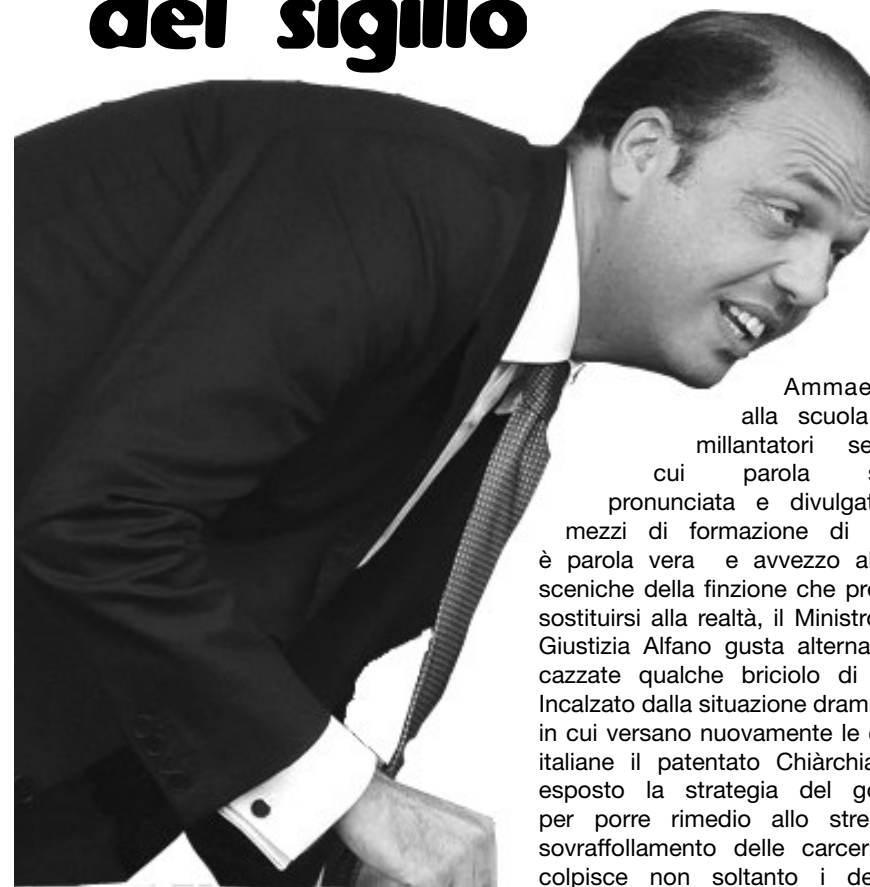 del sigillo
Ammae
alla scuola
millantatori se
cui parola s
pronunciata e divulgat
mezzi di formazione di
è parola vera e avvezzo al
sceniche della finzione che pre
sostituirsi alla realtà, il Ministro
Giustizia Alfano gusta alterna
cazzate qualche briciolo di
Incalzato dalla situazione dram
in cui versano nuovamente le
italiane il patentato Chiàrchia
esposto la strategia del go
per porre rimedio allo stre
sovraffollamento delle carcer
colpisce non soltanto i de